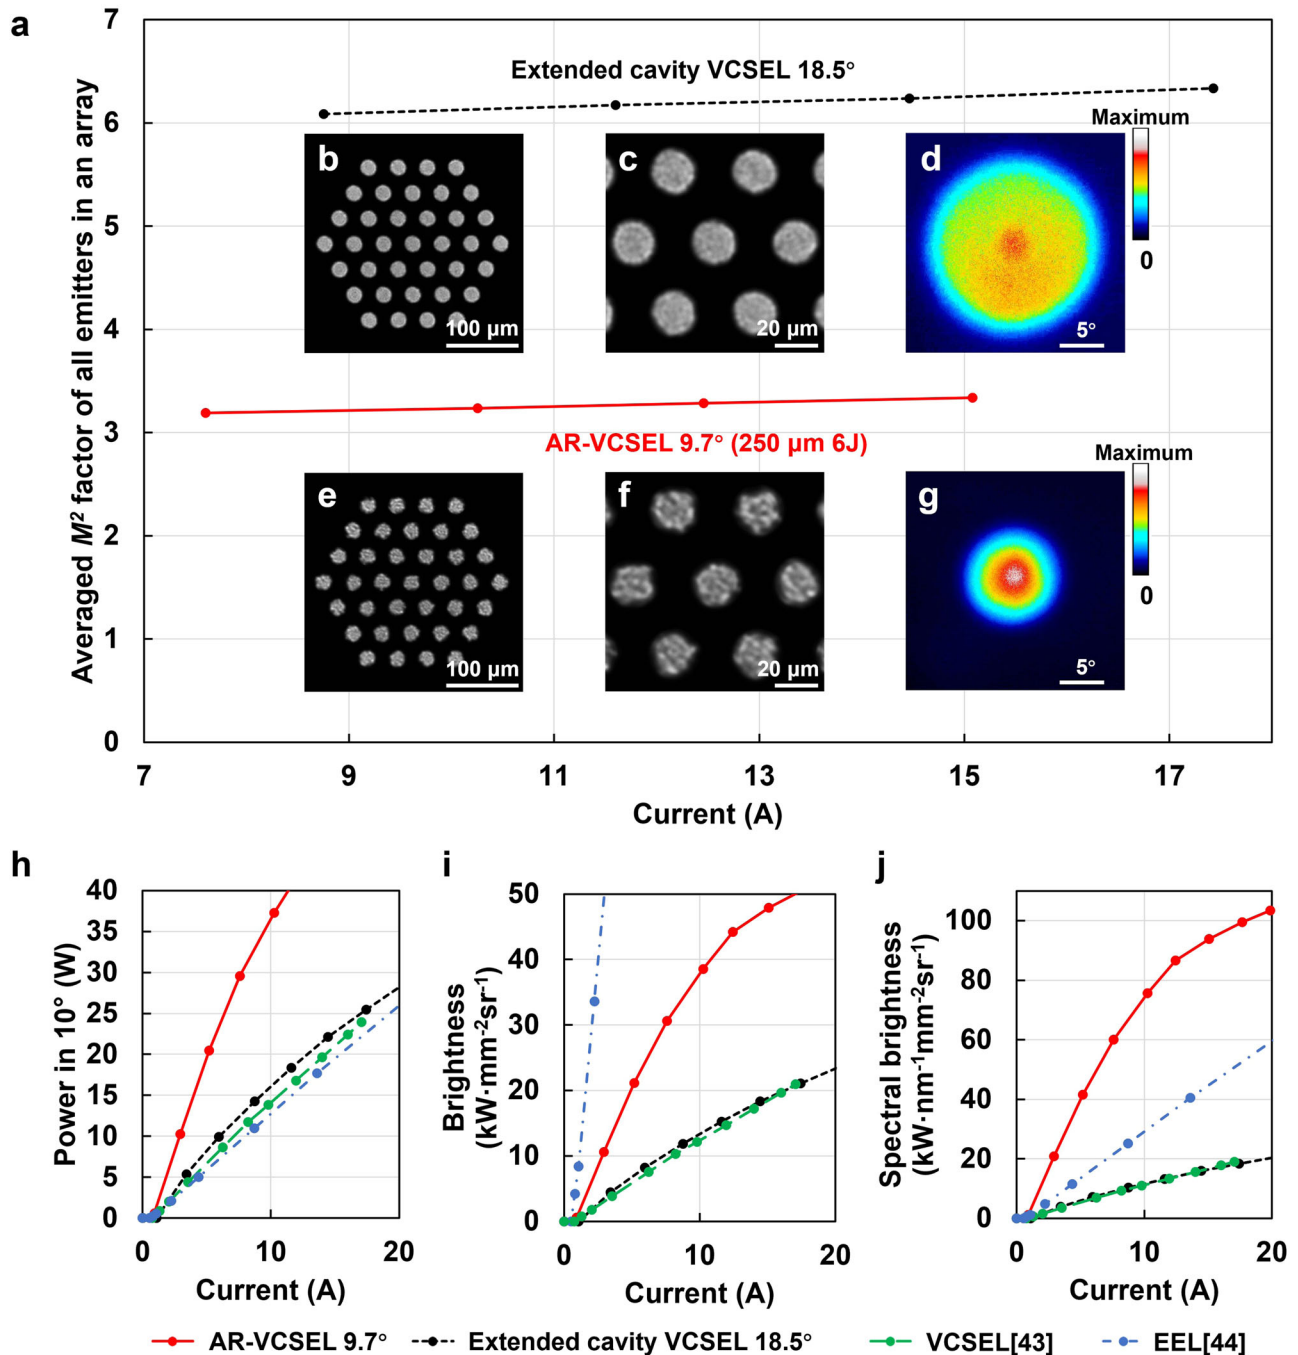 a
7
6
5
4
3
2
1
0
Averaged M² factor of all emitters in an array
Extended cavity VCSEL 18.5°
b
100 μm
c
20 μm
d
5°
Maximum
0
AR-VCSEL 9.7° (250 μm 6J)
e
100 μm
f
20 μm
g
5°
Maximum
0
7 9 11 13 15 17
Current (A)
h
40
35
30
25
20
15
10
5
0
Power in 10° (W)
0 10 20
Current (A)
i
50
40
30
20
10
0
Brightness
(kW·mm⁻²sr⁻¹)
0 10 20
Current (A)
j
100
80
60
40
20
0
Spectral brightness
(kW·nm⁻¹mm⁻²sr⁻¹)
0 10 20
Current (A)
AR-VCSEL 9.7° Extended cavity VCSEL 18.5° VCSEL[43] EEL[44]